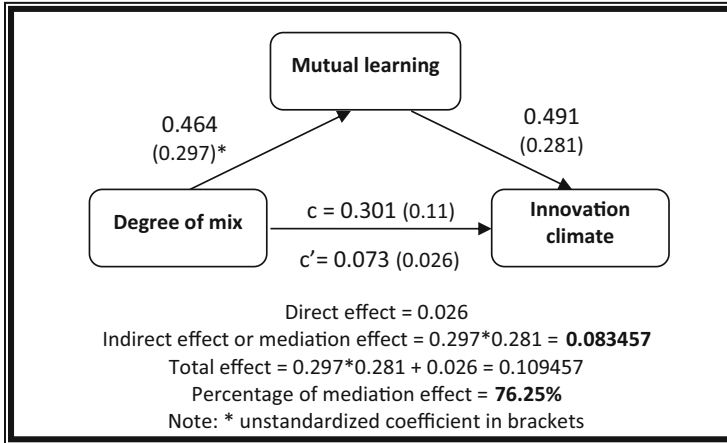 Mutual learning
0.464
(0.297)*
0.491
(0.281)
Degree of mix
c = 0.301 (0.11)
c’= 0.073 (0.026)
Innovation
climate
Direct effect = 0.026
Indirect effect or mediation effect = 0.297*0.281 = 0.083457
Total effect = 0.297*0.281 + 0.026 = 0.109457
Percentage of mediation effect = 76.25%
Note: * unstandardized coefficient in brackets